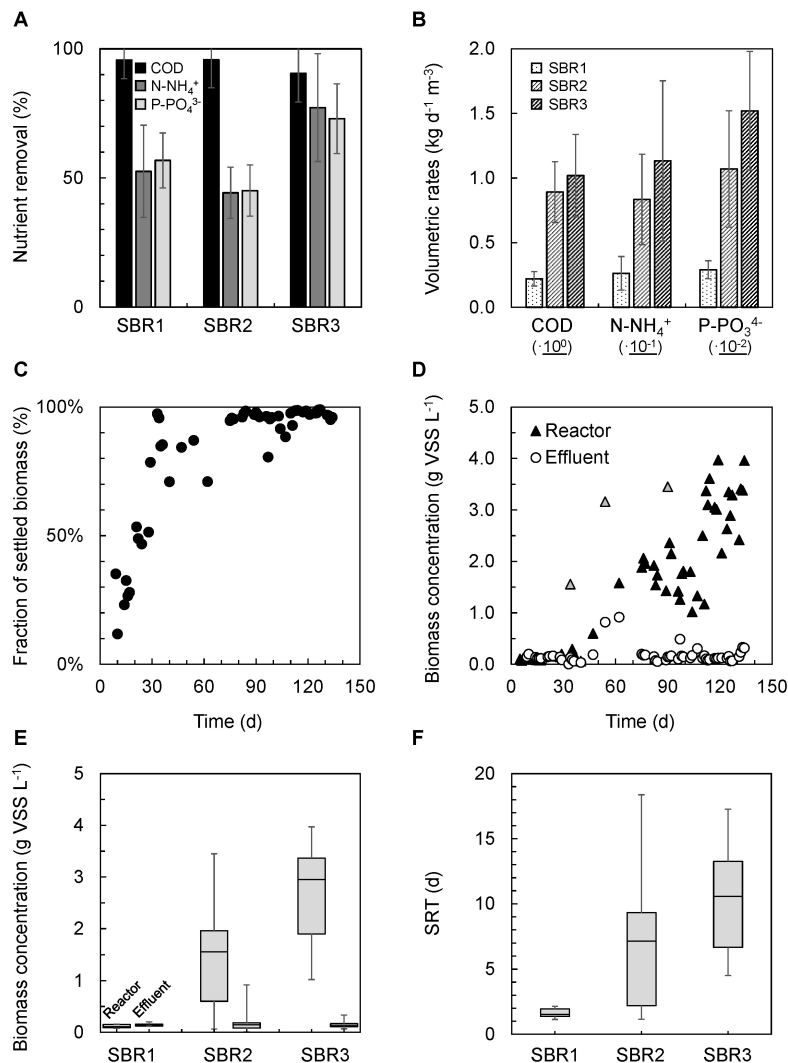 A
Nutrient removal (%)
100
50
0
COD
N-NH₄⁺
P-PO₄³⁻
SBR1 SBR2 SBR3
B
Volumetric rates (kg d⁻¹ m⁻³)
2.0
1.5
1.0
0.5
0.0
SBR1
SBR2
SBR3
COD N-NH₄⁺ P-PO₃⁴⁻
(·10⁰) (·10⁻¹) (·10⁻²)
C
Fraction of settled biomass (%)
100%
50%
0%
0 30 60 90 120 150
Time (d)
D
Biomass concentration (g VSS L⁻¹)
5.0
4.0
3.0
2.0
1.0
0.0
Reactor
Effluent
0 30 60 90 120 150
Time (d)
E
Biomass concentration (g VSS L⁻¹)
5
4
3
2
1
0
Reactor
Effluent
SBR1 SBR2 SBR3
F
SRT (d)
20
15
10
5
0
SBR1 SBR2 SBR3